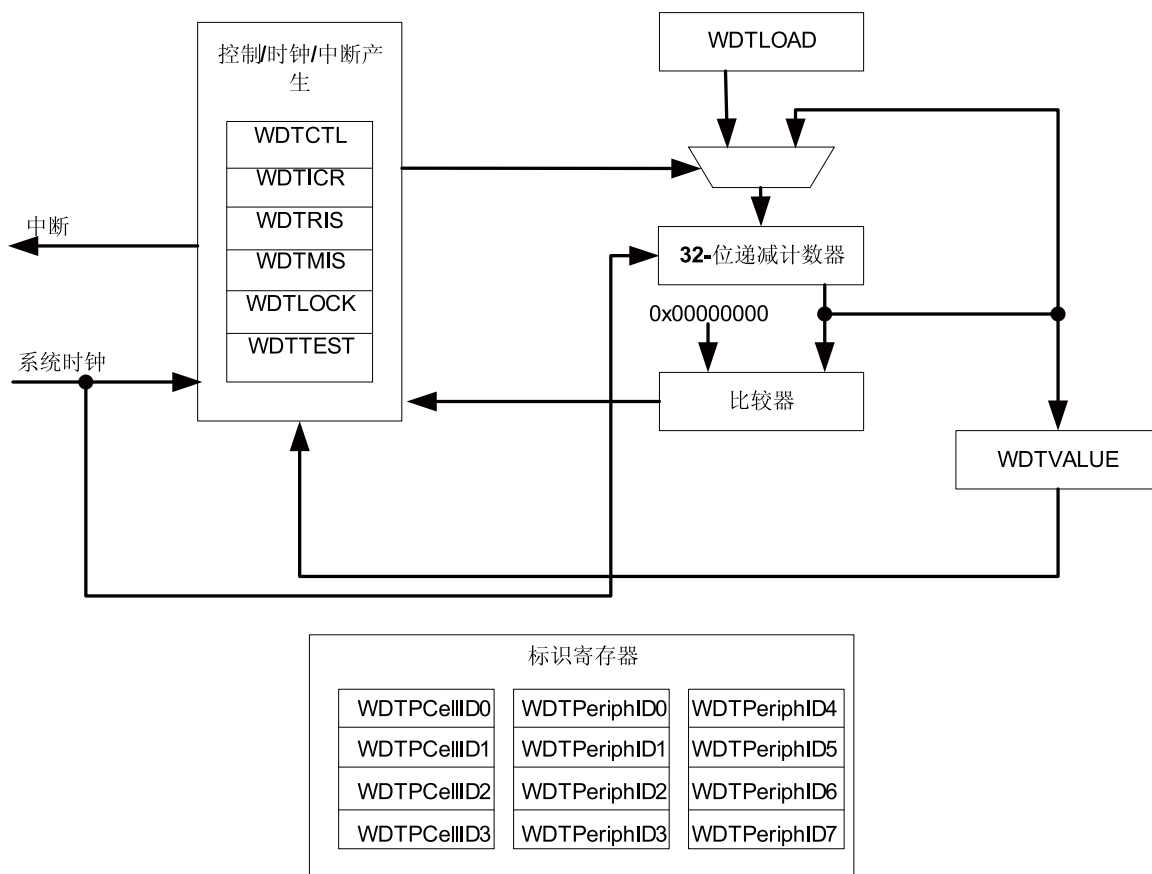 控制/时钟/中断产
生
WDTCTL
WDTICR
WDTRIS
WDTMIS
WDTLOCK
WDTTEST
中断
系统时钟
WDTLOAD
32-位递减计数器
0x00000000
比较器
WDTVALUE
标识寄存器
WDTPCellID0 WDTPeriphID0 WDTPeriphID4
WDTPCellID1 WDTPeriphID1 WDTPeriphID5
WDTPCellID2 WDTPeriphID2 WDTPeriphID6
WDTPCellID3 WDTPeriphID3 WDTPeriphID7